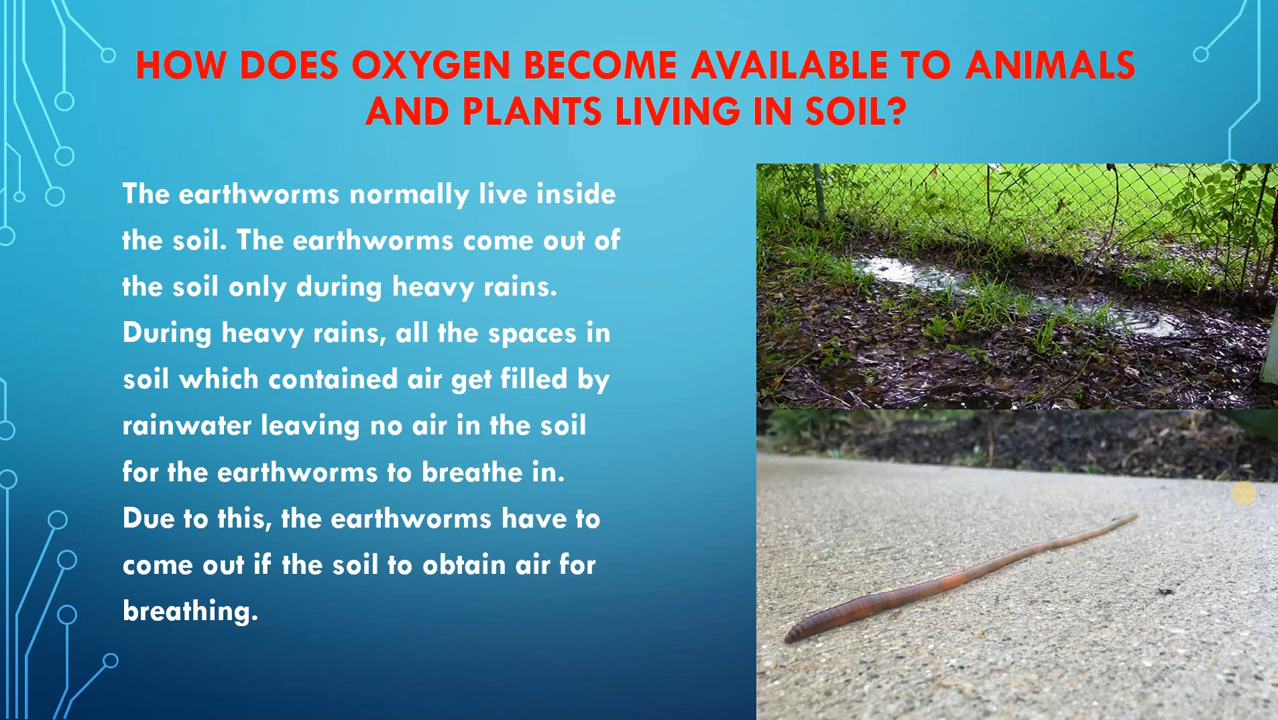 HOW DOES OXYGEN BECOME AVAILABLE TO ANIMALS
AND PLANTS LIVING IN SOIL?
The earthworms normally live inside
the soil. The earthworms come out of
the soil only during heavy rains.
During heavy rains, all the spaces in
soil which contained air get filled by
rainwater leaving no air in the soil
for the earthworms to breathe in.
Due to this, the earthworms have to
come out if the soil to obtain air for
breathing.